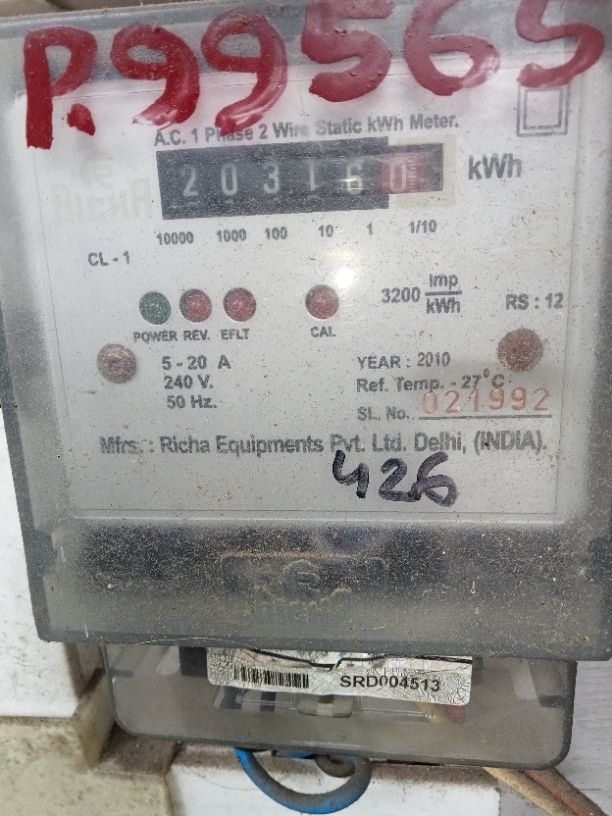 P.99565
A.C. 1 Phase 2 Wire Static kWh Meter.
RICHA
203160 kWh
10000 1000 100 10 1 1/10
CL - 1
3200 Imp/kWh
RS : 12
POWER REV. EFLT CAL
5 - 20 A
240 V.
50 Hz.
YEAR : 2010
Ref. Temp. - 27°C
SL. No. 021992
Mfrs. : Richa Equipments Pvt. Ltd. Delhi, (INDIA).
426
SRD004513